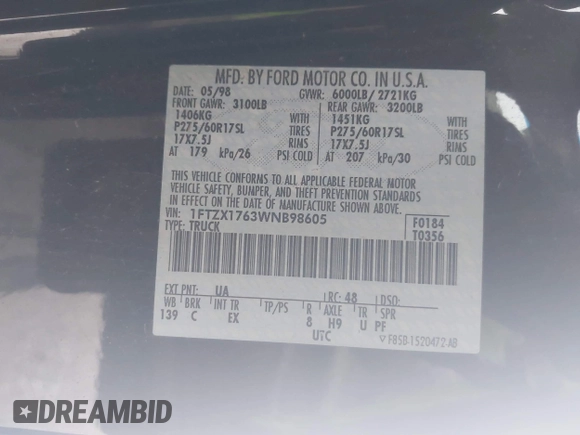 MFD. BY FORD MOTOR CO. IN U.S.A.
DATE: 05/98 GVWR: 6000LB/ 2721KG
FRONT GAWR: 3100LB REAR GAWR: 3200LB
1406KG WITH 1451KG WITH
P275/60R17SL TIRES P275/60R17SL TIRES
17X7.5J RIMS 17X7.5J RIMS
AT 179 kPa/26 PSI COLD AT 207 kPa/30 PSI COLD
THIS VEHICLE CONFORMS TO ALL APPLICABLE FEDERAL MOTOR
VEHICLE SAFETY, BUMPER, AND THEFT PREVENTION STANDARDS IN
EFFECT ON THE DATE OF MANUFACTURE SHOWN ABOVE.
VIN: 1FTZX1763WNB98605 F0184
TYPE: TRUCK T0356
EXT PNT: UA RC: 48 DSO:
WB BRK INT TR TP/PS R AXLE TR SPR
139 C EX 8 H9 U PF
UTC F8SB-1520472-AB
DREAMBID